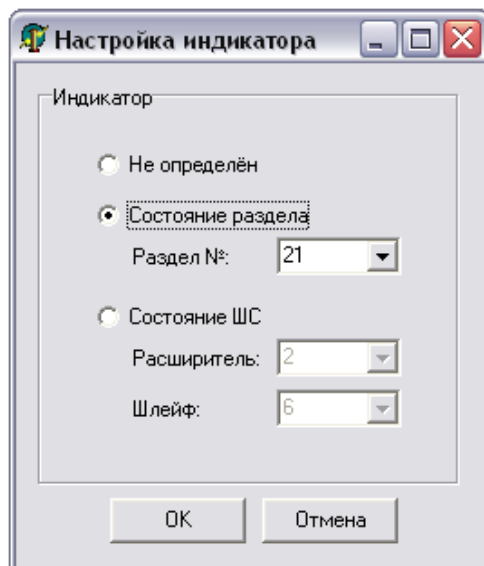 Настройка индикатора
Индикатор
Не определён
Состояние раздела
Раздел №: 21
Состояние ШС
Расширитель: 2
Шлейф: 6
OK Отмена